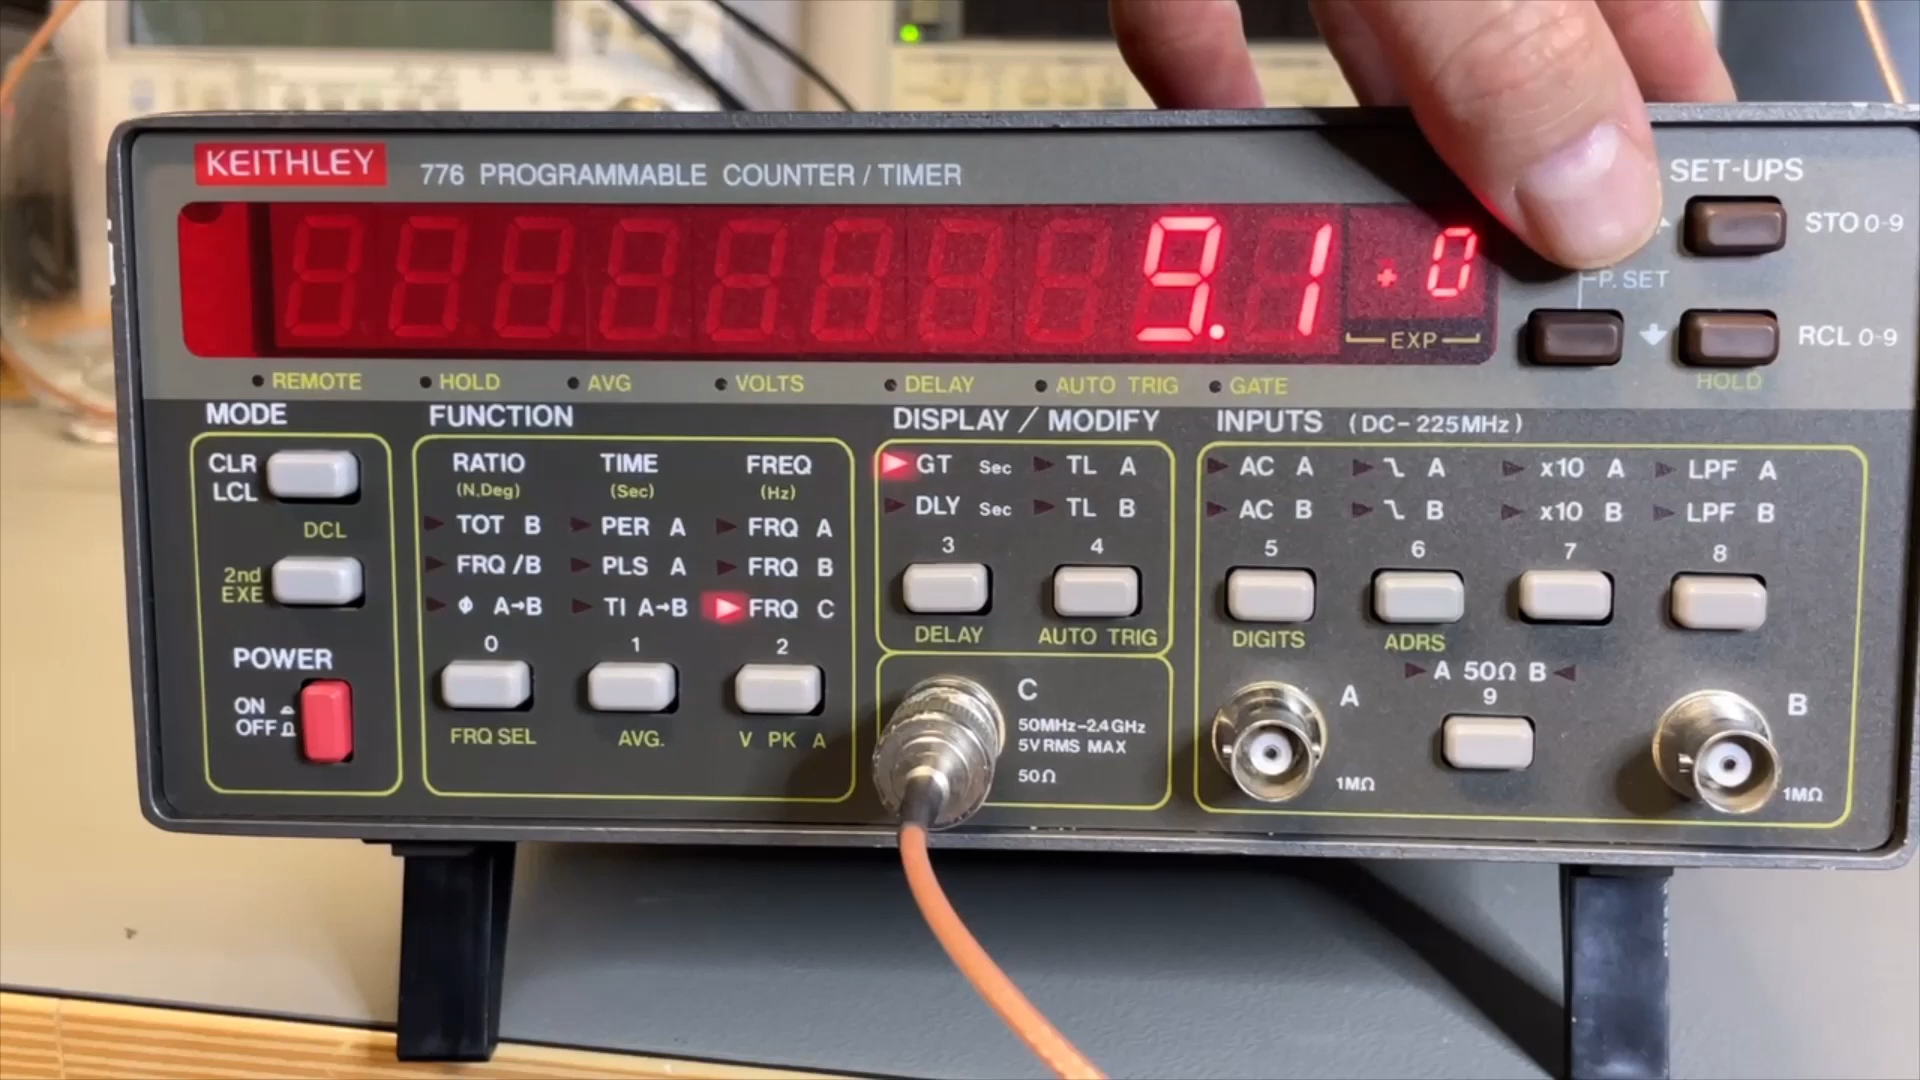 KEITHLEY 776 PROGRAMMABLE COUNTER / TIMER
SET-UPS
STO 0-9
9.1 +0
P. SET
EXP
RCL 0-9
HOLD
REMOTE HOLD AVG VOLTS DELAY AUTO TRIG GATE
MODE
CLR
LCL
DCL
2nd
EXE
POWER
ON
OFF
FUNCTION
RATIO TIME FREQ
(N,Deg) (Sec) (Hz)
TOT B PER A FRQ A
FRQ /B PLS A FRQ B
Φ A→B TI A→B FRQ C
0 1 2
FRQ SEL AVG. V PK A
DISPLAY / MODIFY
GT Sec TL A
DLY Sec TL B
3 4
DELAY AUTO TRIG
C
50MHz-2.4GHz
5V RMS MAX
50Ω
INPUTS (DC-225MHz)
AC A A x10 A LPF A
AC B B x10 B LPF B
5 6 7 8
DIGITS ADRS
A 50Ω B
9
A
1MΩ
B
1MΩ